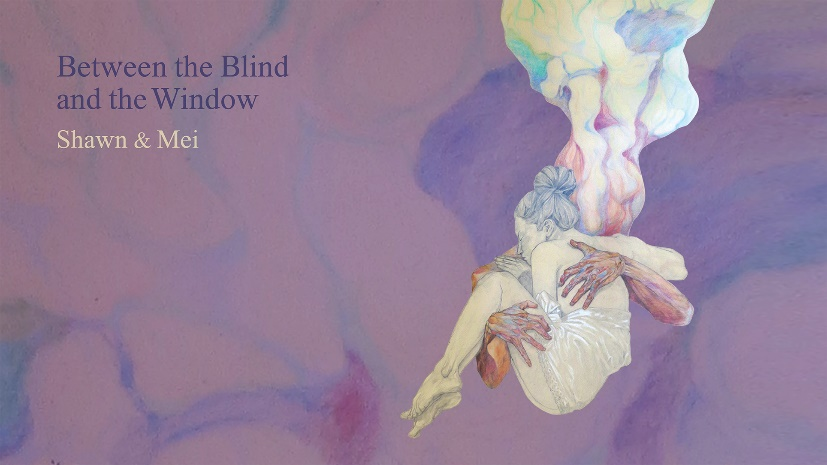 Between the Blind
and the Window
Shawn & Mei